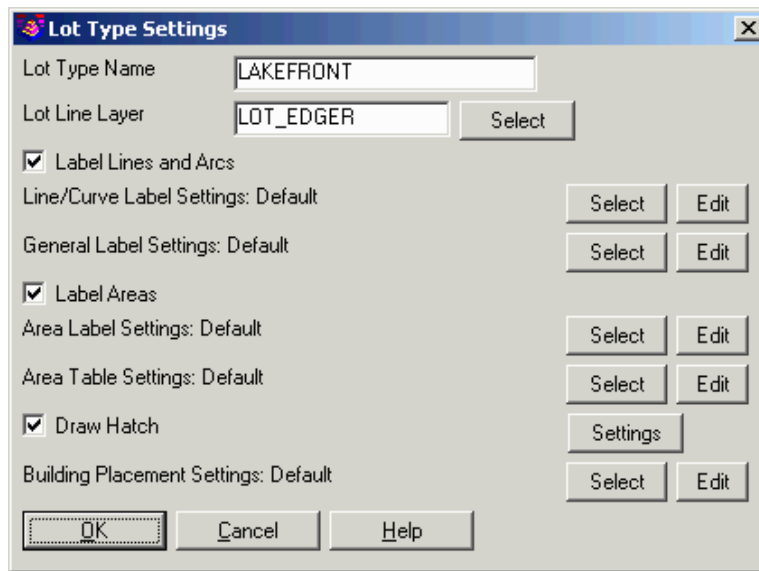 Lot Type Settings
Lot Type Name LAKEFRONT
Lot Line Layer LOT_EDGER Select
Label Lines and Arcs
Line/Curve Label Settings: Default Select Edit
General Label Settings: Default Select Edit
Label Areas
Area Label Settings: Default Select Edit
Area Table Settings: Default Select Edit
Draw Hatch Settings
Building Placement Settings: Default Select Edit
OK Cancel Help